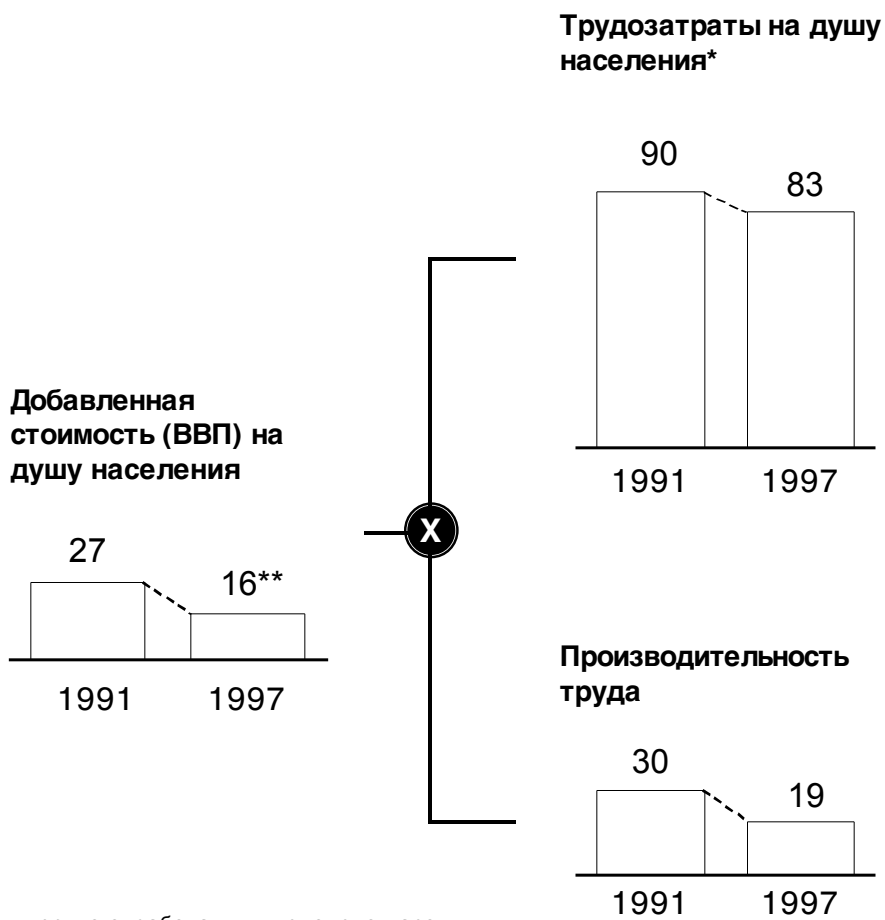 Трудозатраты на душу
населения*
90
83
1991 1997
Добавленная
стоимость (ВВП) на
душу населения
27
16**
1991 1997
X
Производительность
труда
30
19
1991 1997